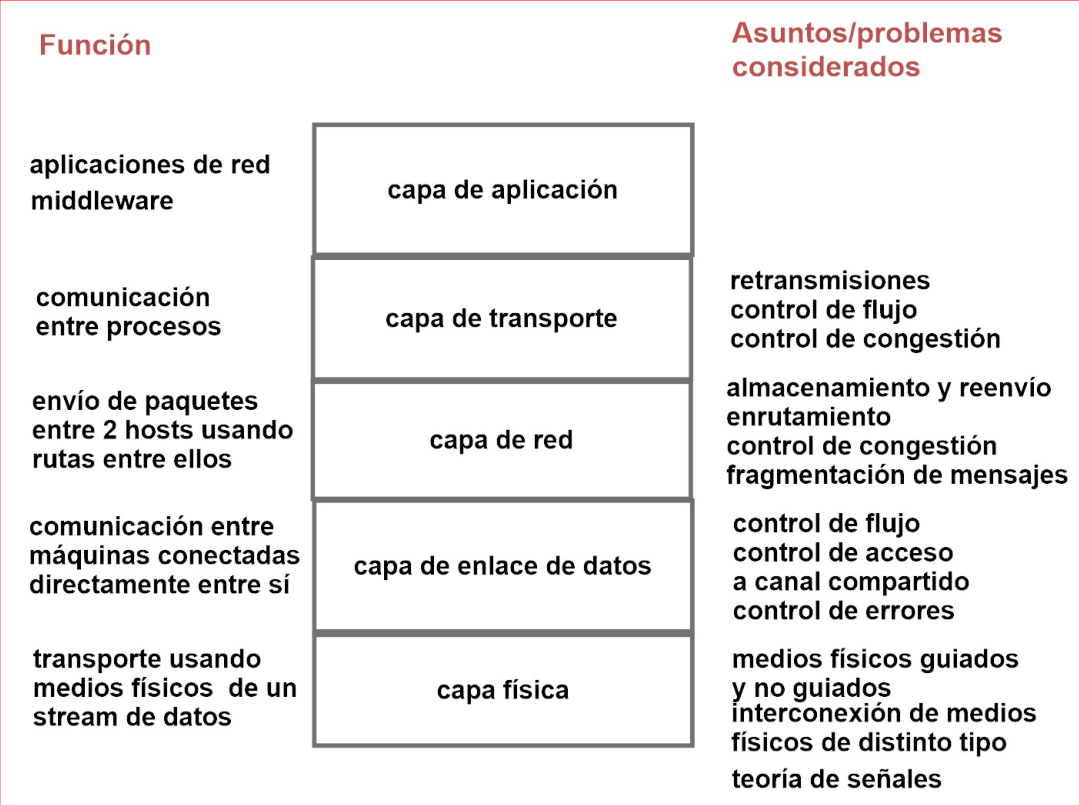 Función
Asuntos/problemas
considerados
aplicaciones de red
middleware
capa de aplicación
comunicación
entre procesos
capa de transporte
retransmisiones
control de flujo
control de congestión
envío de paquetes
entre 2 hosts usando
rutas entre ellos
capa de red
almacenamiento y reenvío
enrutamiento
control de congestión
fragmentación de mensajes
comunicación entre
máquinas conectadas
directamente entre sí
capa de enlace de datos
control de flujo
control de acceso
a canal compartido
control de errores
transporte usando
medios físicos de un
stream de datos
capa física
medios físicos guiados
y no guiados
interconexión de medios
físicos de distinto tipo
teoría de señales